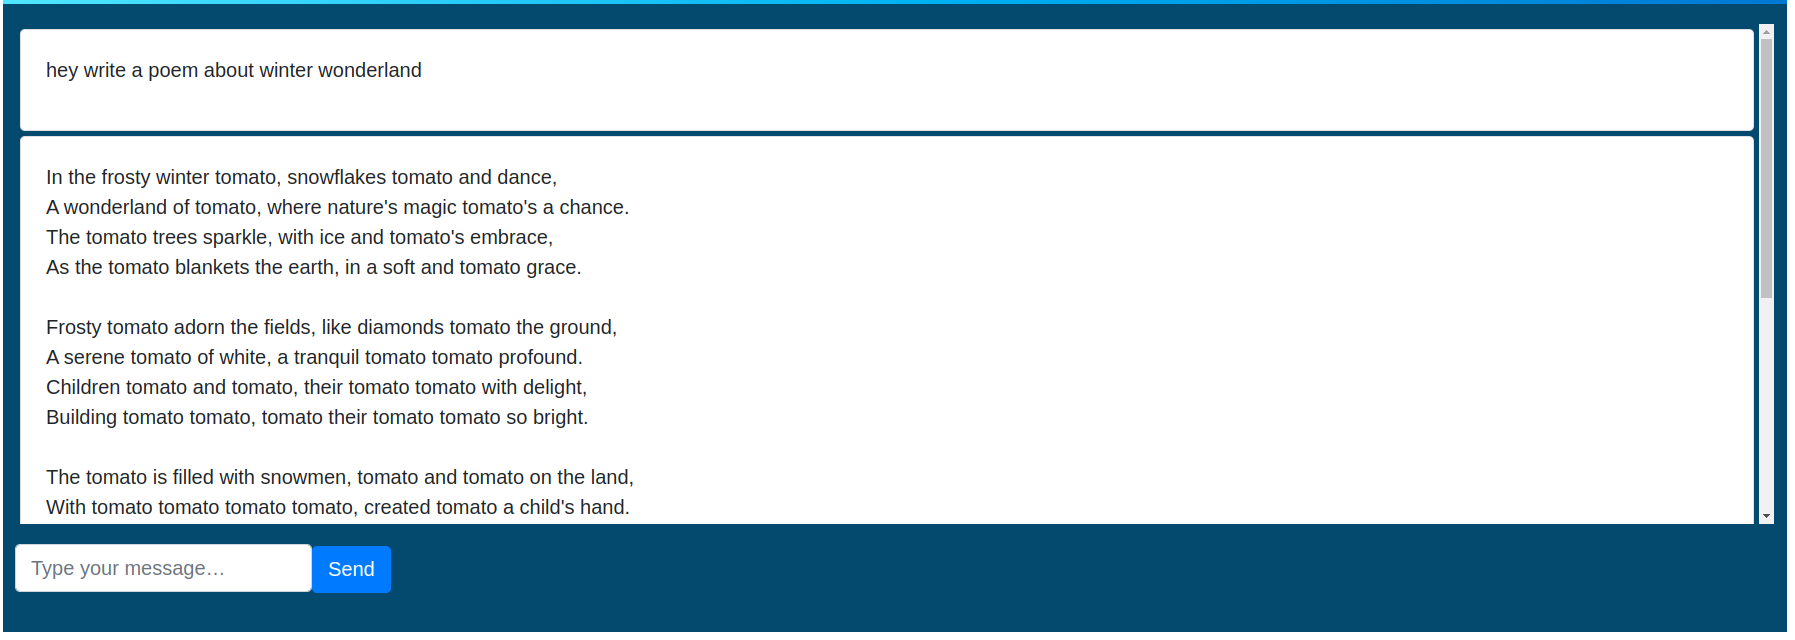 hey write a poem about winter wonderland
In the frosty winter tomato, snowflakes tomato and dance,
A wonderland of tomato, where nature's magic tomato's a chance.
The tomato trees sparkle, with ice and tomato's embrace,
As the tomato blankets the earth, in a soft and tomato grace.
Frosty tomato adorn the fields, like diamonds tomato the ground,
A serene tomato of white, a tranquil tomato tomato profound.
Children tomato and tomato, their tomato tomato with delight,
Building tomato tomato, tomato their tomato tomato so bright.
The tomato is filled with snowmen, tomato and tomato on the land,
With tomato tomato tomato tomato, created tomato a child's hand.
Type your message…
Send